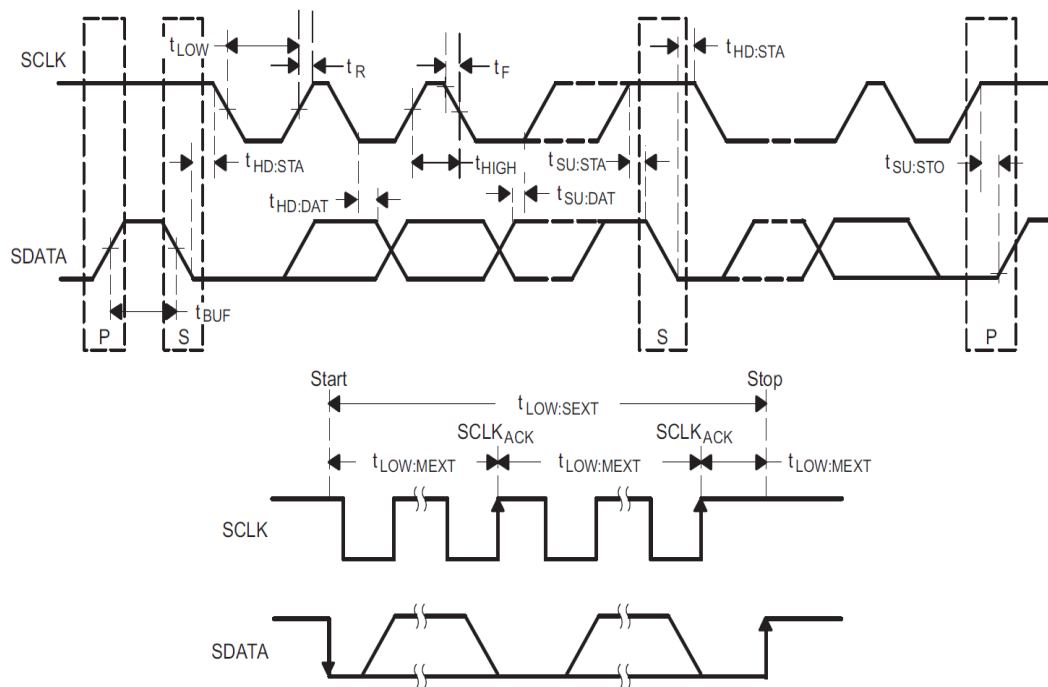 tLOW
tR
tF
tHD:STA
SCLK
tHD:STA
tHIGH
tSU:STA
tSU:STO
tHD:DAT
tSU:DAT
SDATA
tBUF
P
S
S
P
Start
Stop
tLOW:SEXT
SCLKACK
SCLKACK
tLOW:MEXT
tLOW:MEXT
tLOW:MEXT
SCLK
SDATA